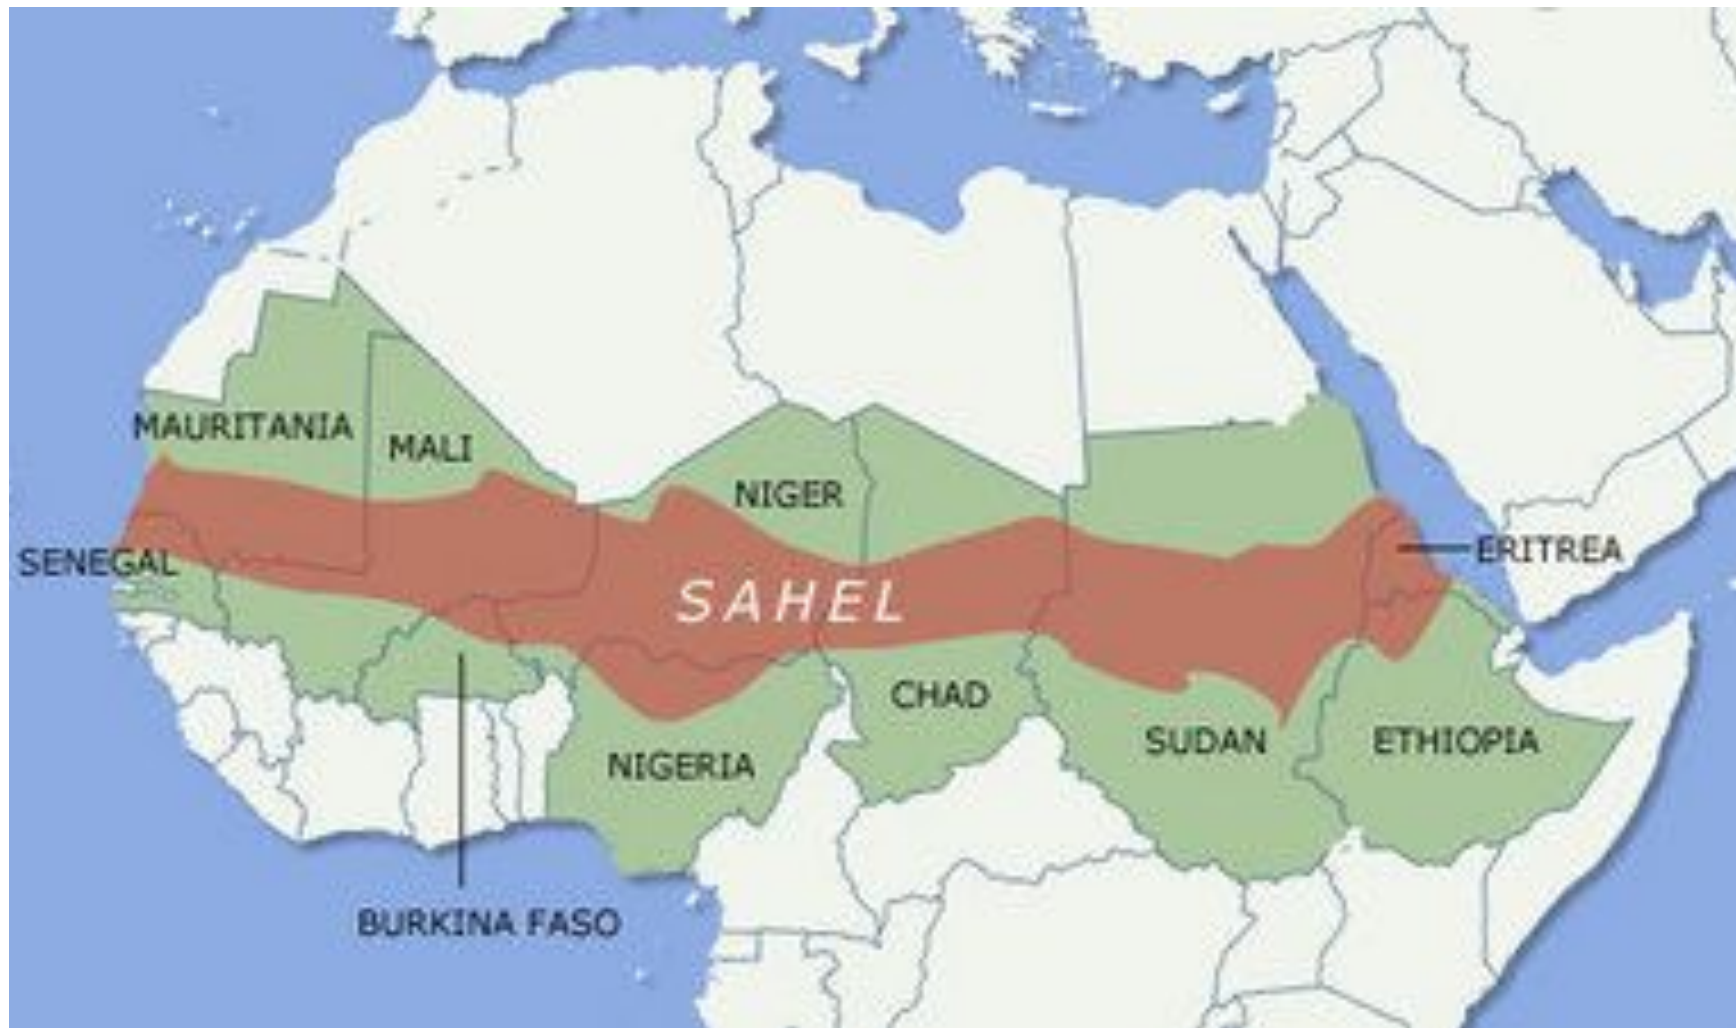 MAURITANIA
MALI
NIGER
SENEGAL
ERITREA
SAHEL
CHAD
NIGERIA
SUDAN
ETHIOPIA
BURKINA FASO